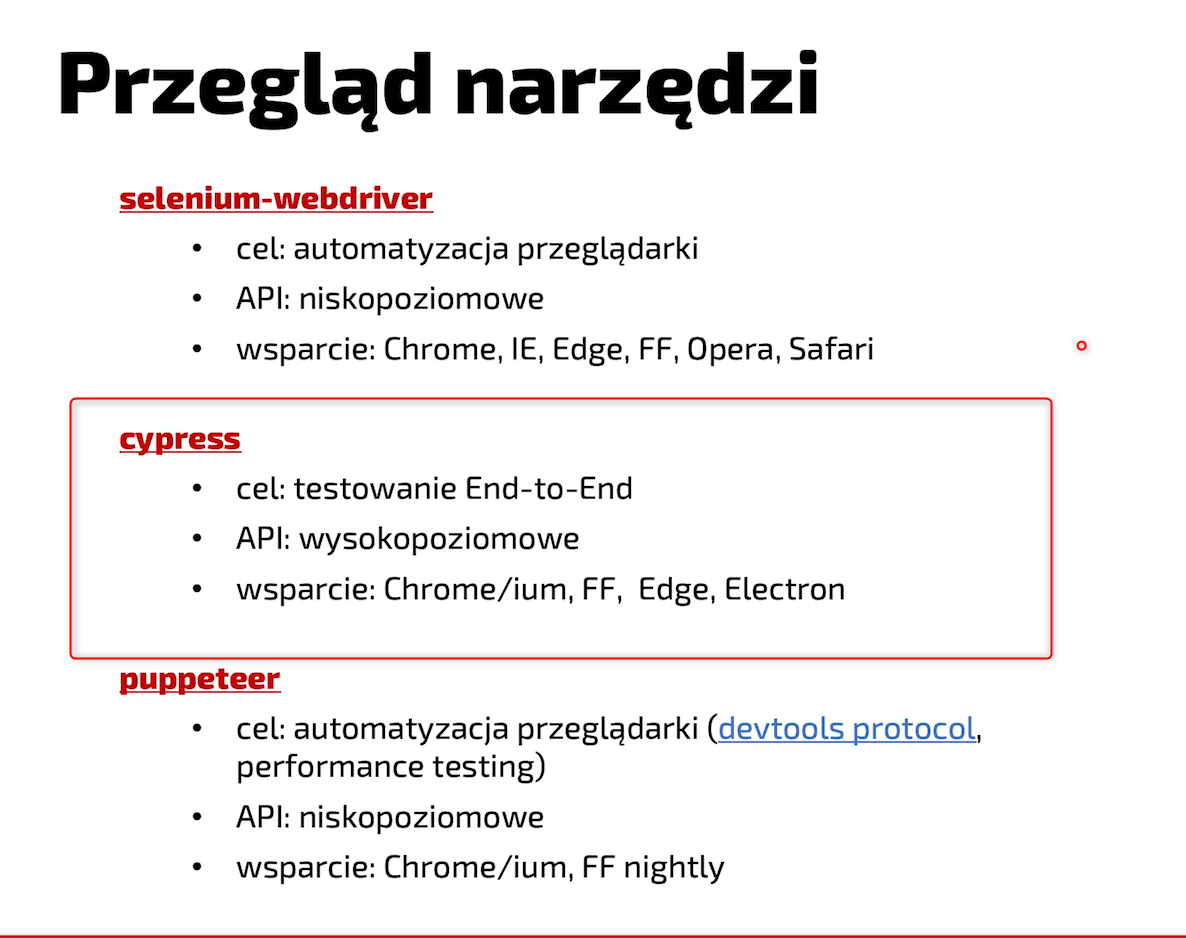 Przegląd narzędzi
selenium-webdriver
• cel: automatyzacja przeglądarki
• API: niskopoziomowe
• wsparcie: Chrome, IE, Edge, FF, Opera, Safari
cypress
• cel: testowanie End-to-End
• API: wysokopoziomowe
• wsparcie: Chrome/ium, FF,  Edge, Electron
puppeteer
• cel: automatyzacja przeglądarki (devtools protocol,
performance testing)
• API: niskopoziomowe
• wsparcie: Chrome/ium, FF nightly